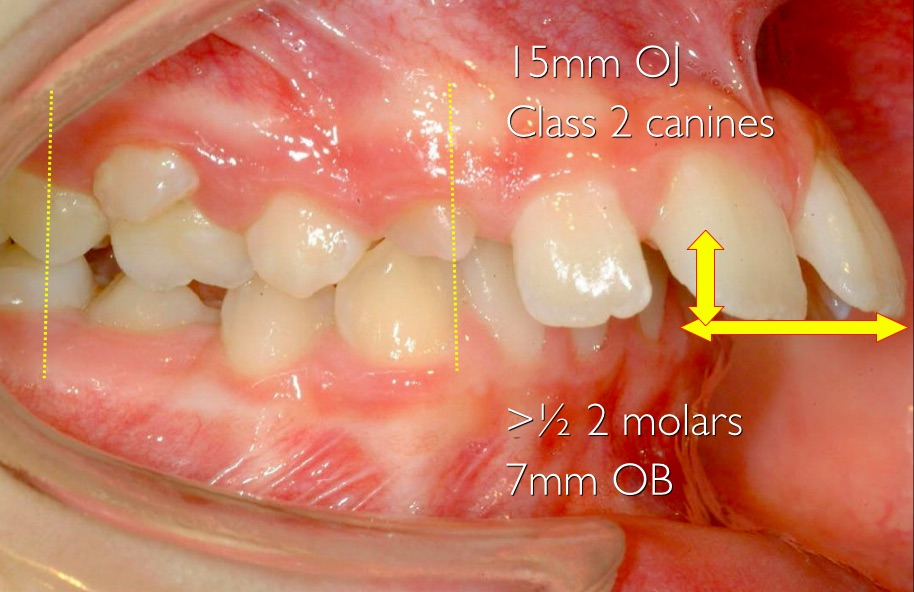 15mm OJ
Class 2 canines
>½ 2 molars
7mm OB